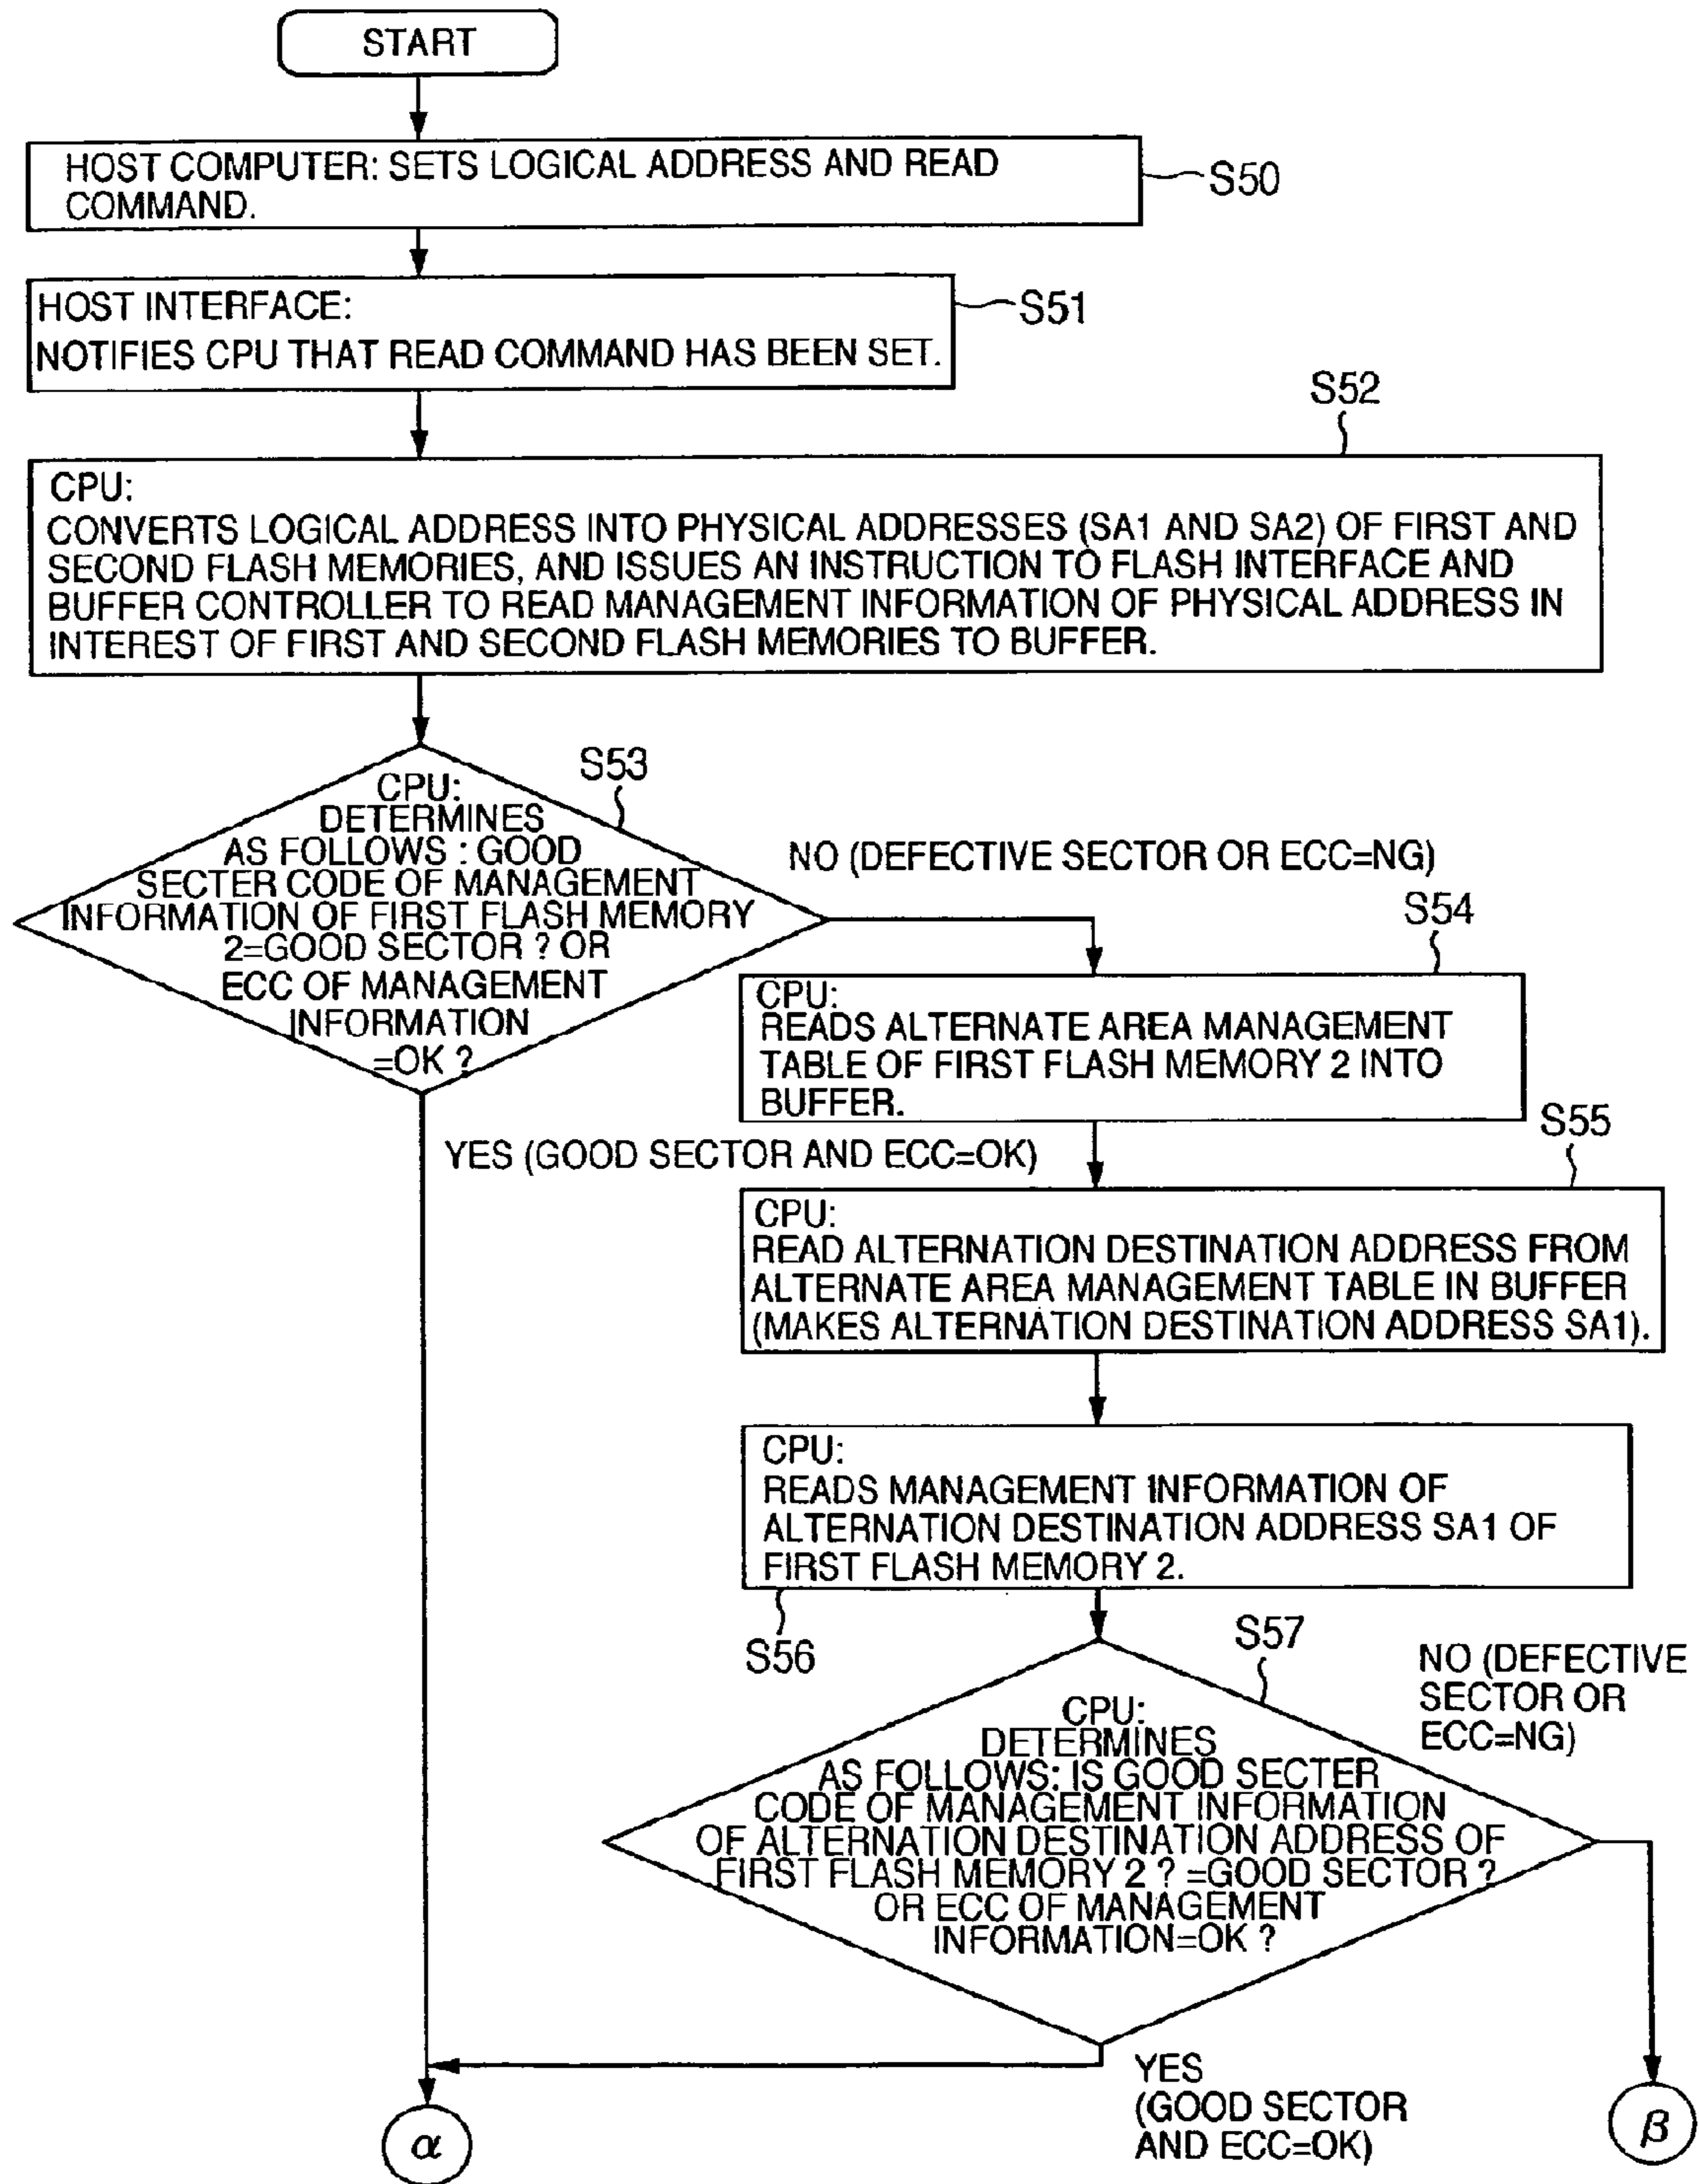 START
HOST COMPUTER: SETS LOGICAL ADDRESS AND READ
COMMAND.
S50
HOST INTERFACE:
NOTIFIES CPU THAT READ COMMAND HAS BEEN SET.
S51
S52
CPU:
CONVERTS LOGICAL ADDRESS INTO PHYSICAL ADDRESSES (SA1 AND SA2) OF FIRST AND
SECOND FLASH MEMORIES, AND ISSUES AN INSTRUCTION TO FLASH INTERFACE AND
BUFFER CONTROLLER TO READ MANAGEMENT INFORMATION OF PHYSICAL ADDRESS IN
INTEREST OF FIRST AND SECOND FLASH MEMORIES TO BUFFER.
S53
CPU:
DETERMINES
AS FOLLOWS : GOOD
SECTER CODE OF MANAGEMENT
INFORMATION OF FIRST FLASH MEMORY
2=GOOD SECTOR ? OR
ECC OF MANAGEMENT
INFORMATION
=OK ?
NO (DEFECTIVE SECTOR OR ECC=NG)
S54
CPU:
READS ALTERNATE AREA MANAGEMENT
TABLE OF FIRST FLASH MEMORY 2 INTO
BUFFER.
YES (GOOD SECTOR AND ECC=OK)
S55
CPU:
READ ALTERNATION DESTINATION ADDRESS FROM
ALTERNATE AREA MANAGEMENT TABLE IN BUFFER
(MAKES ALTERNATION DESTINATION ADDRESS SA1).
CPU:
READS MANAGEMENT INFORMATION OF
ALTERNATION DESTINATION ADDRESS SA1 OF
FIRST FLASH MEMORY 2.
S56
S57
CPU:
DETERMINES
AS FOLLOWS: IS GOOD SECTER
CODE OF MANAGEMENT INFORMATION
OF ALTERNATION DESTINATION ADDRESS OF
FIRST FLASH MEMORY 2 ? =GOOD SECTOR ?
OR ECC OF MANAGEMENT
INFORMATION=OK ?
NO (DEFECTIVE
SECTOR OR
ECC=NG)
YES
(GOOD SECTOR
AND ECC=OK)
α
β